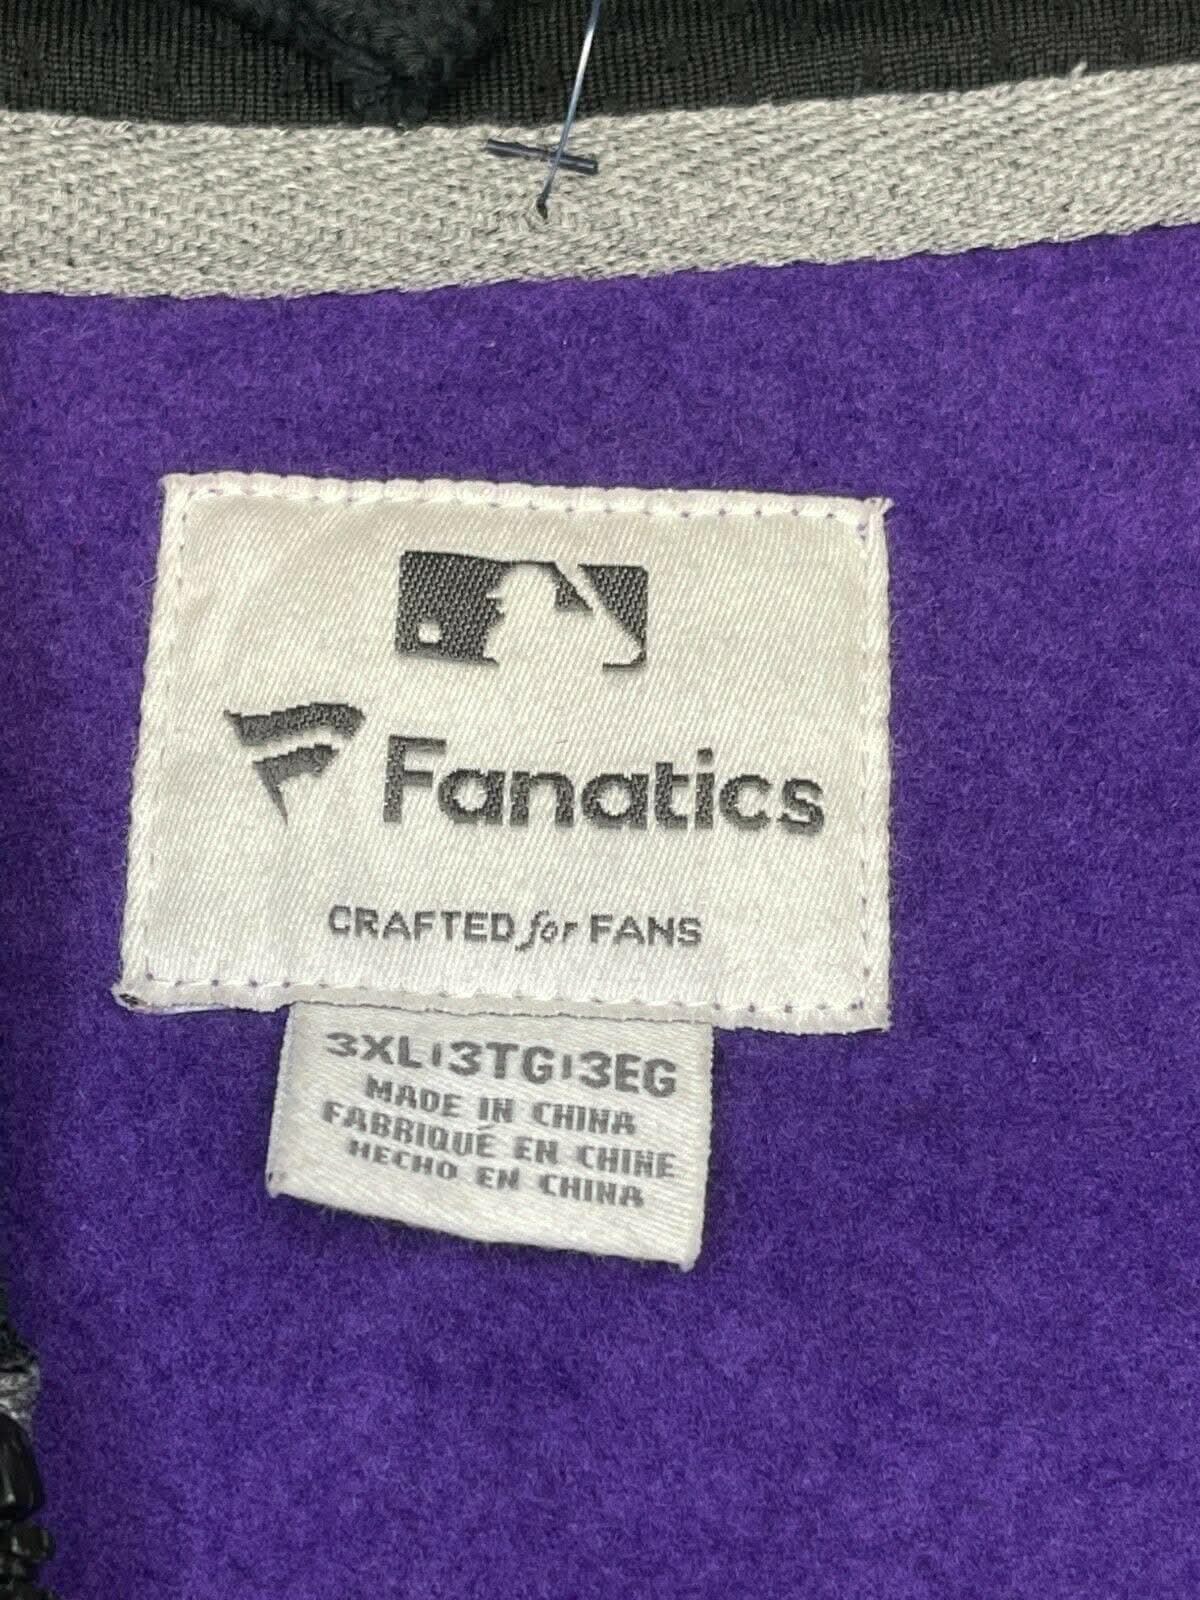 Fanatics
CRAFTED for FANS
3XL|3TG|3EG
MADE IN CHINA
FABRIQUÉ EN CHINE
HECHO EN CHINA